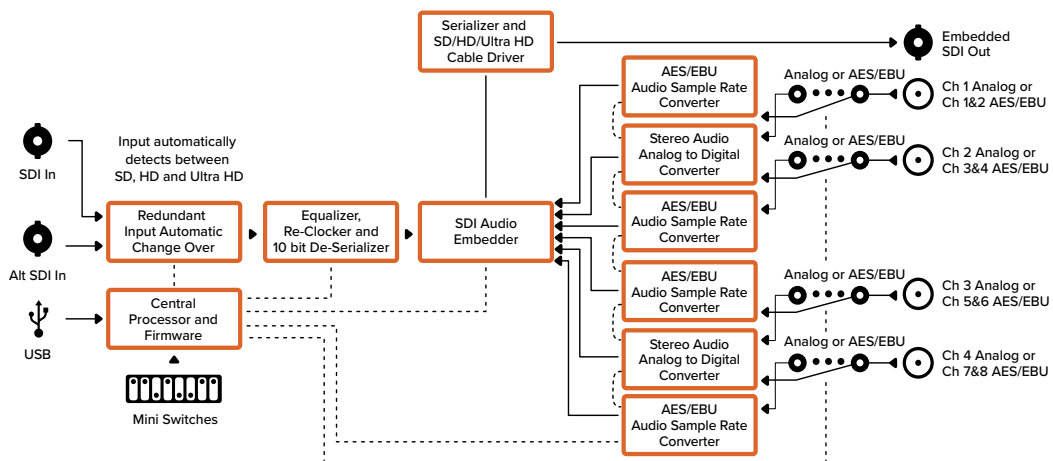 Serializer and
SD/HD/Ultra HD
Cable Driver
Embedded
SDI Out
AES/EBU
Audio Sample Rate
Converter
Analog or AES/EBU
Ch 1 Analog or
Ch 1&2 AES/EBU
SDI In
Input automatically
detects between
SD, HD and Ultra HD
Stereo Audio
Analog to Digital
Converter
Analog or AES/EBU
Ch 2 Analog or
Ch 3&4 AES/EBU
Alt SDI In
Redundant
Input Automatic
Change Over
Equalizer,
Re-Clocker and
10 bit De-Serializer
SDI Audio
Embedder
AES/EBU
Audio Sample Rate
Converter
USB
Central
Processor and
Firmware
AES/EBU
Audio Sample Rate
Converter
Analog or AES/EBU
Ch 3 Analog or
Ch 5&6 AES/EBU
Mini Switches
Stereo Audio
Analog to Digital
Converter
Analog or AES/EBU
Ch 4 Analog or
Ch 7&8 AES/EBU
AES/EBU
Audio Sample Rate
Converter